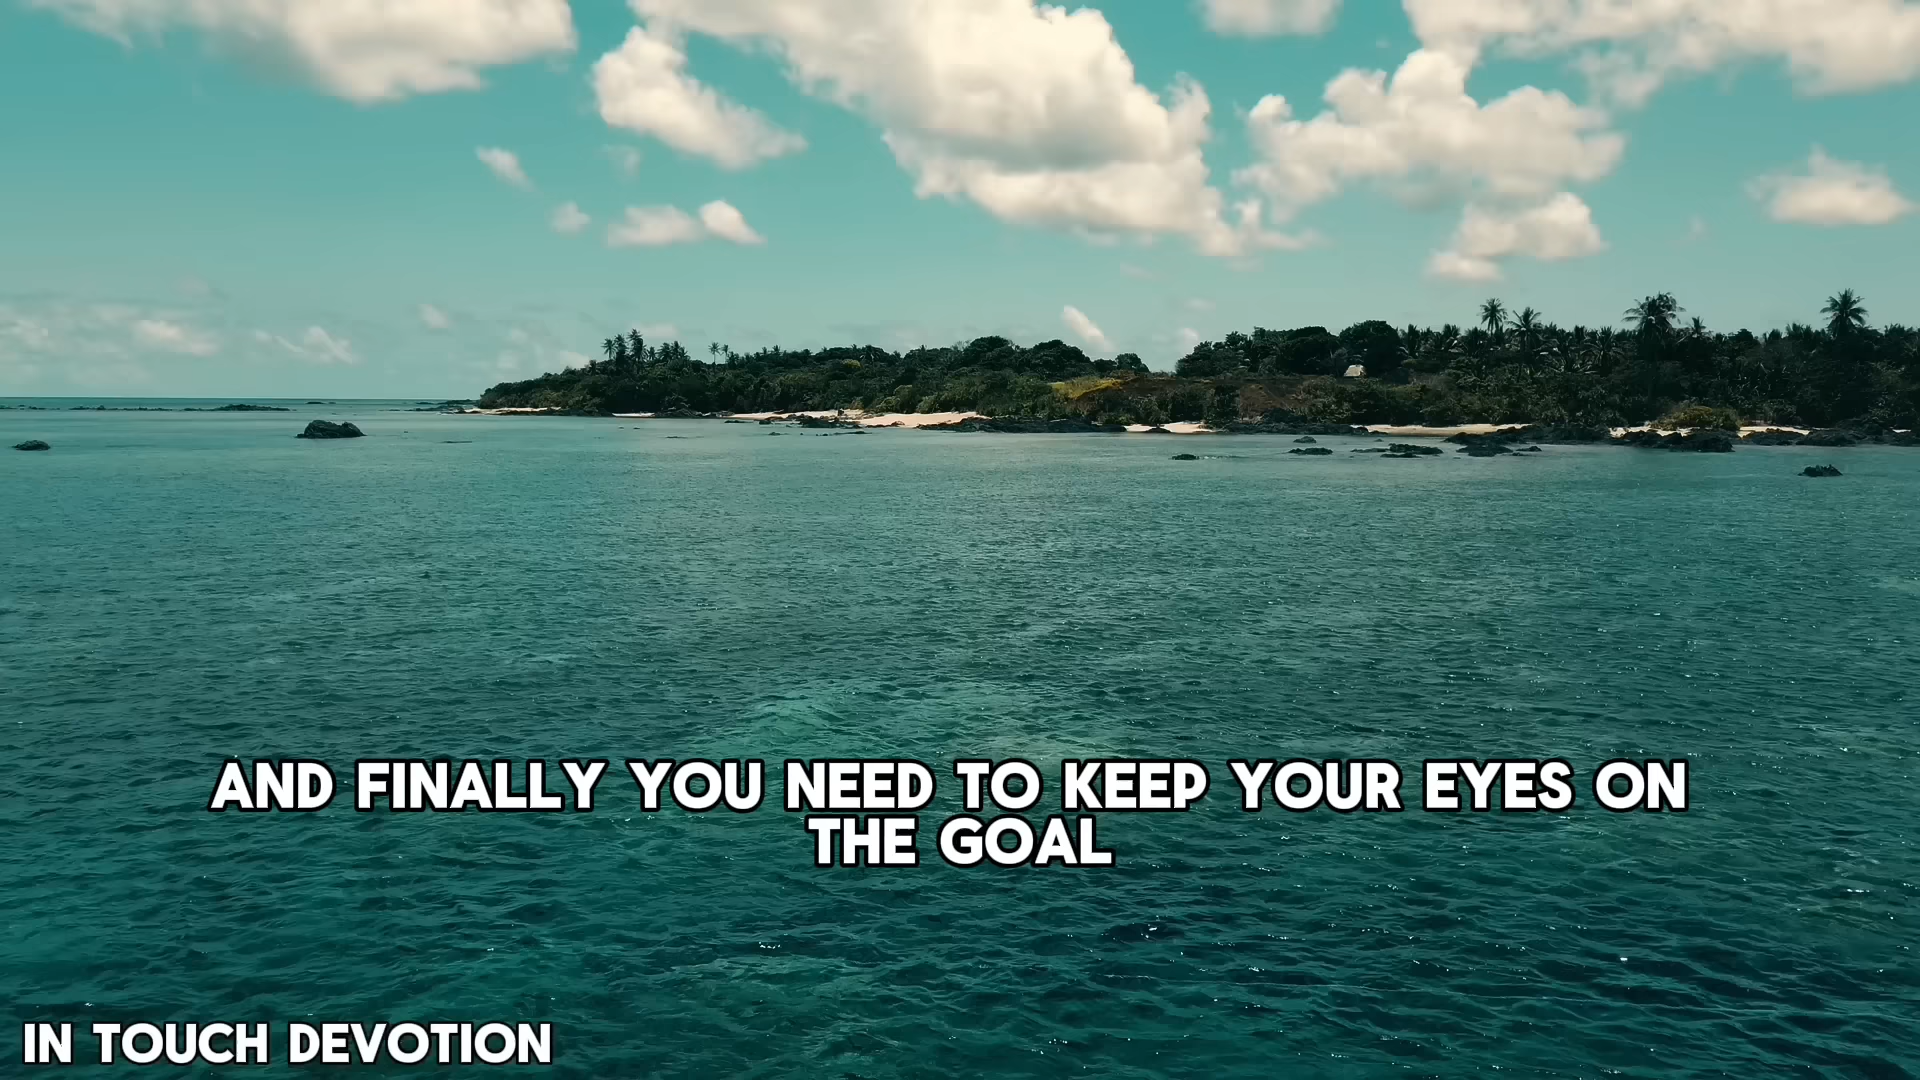 AND FINALLY YOU NEED TO KEEP YOUR EYES ON
THE GOAL
IN TOUCH DEVOTION